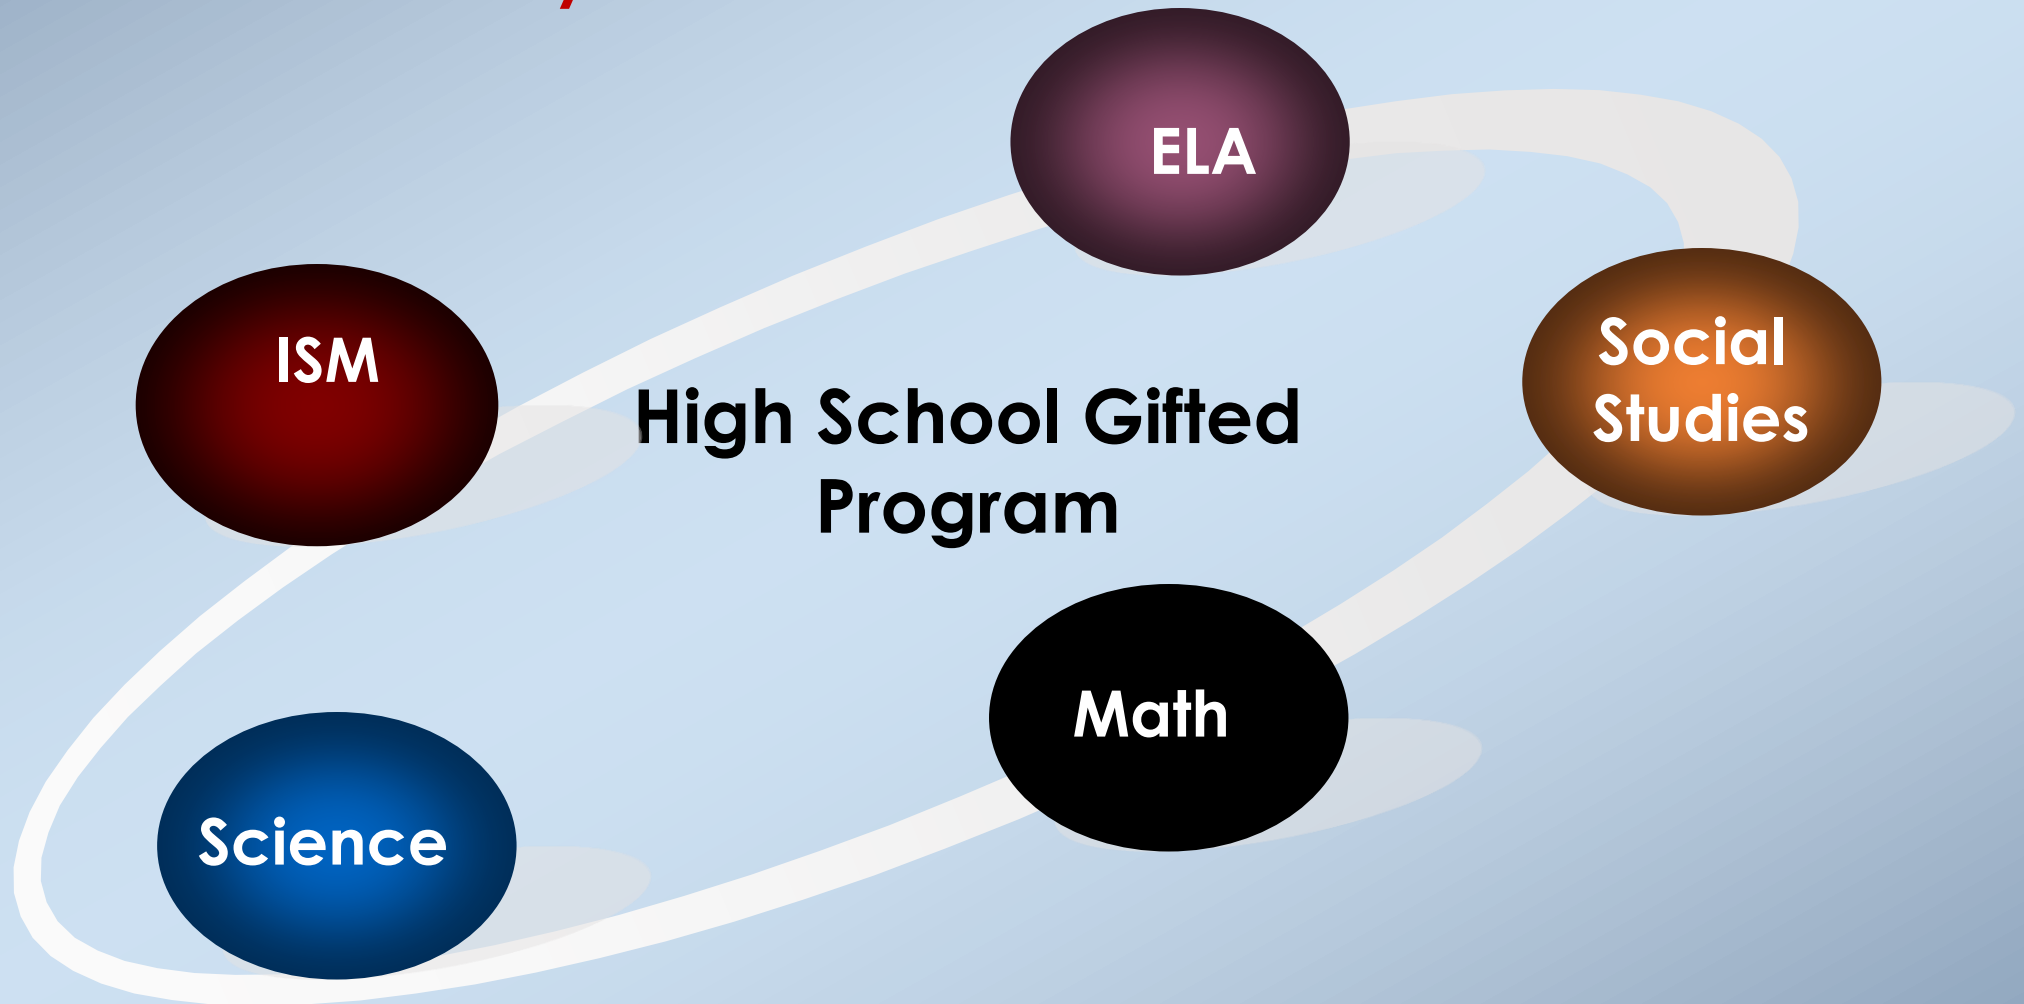 ELA
Social
Studies
ISM
High School Gifted
Program
Math
Science